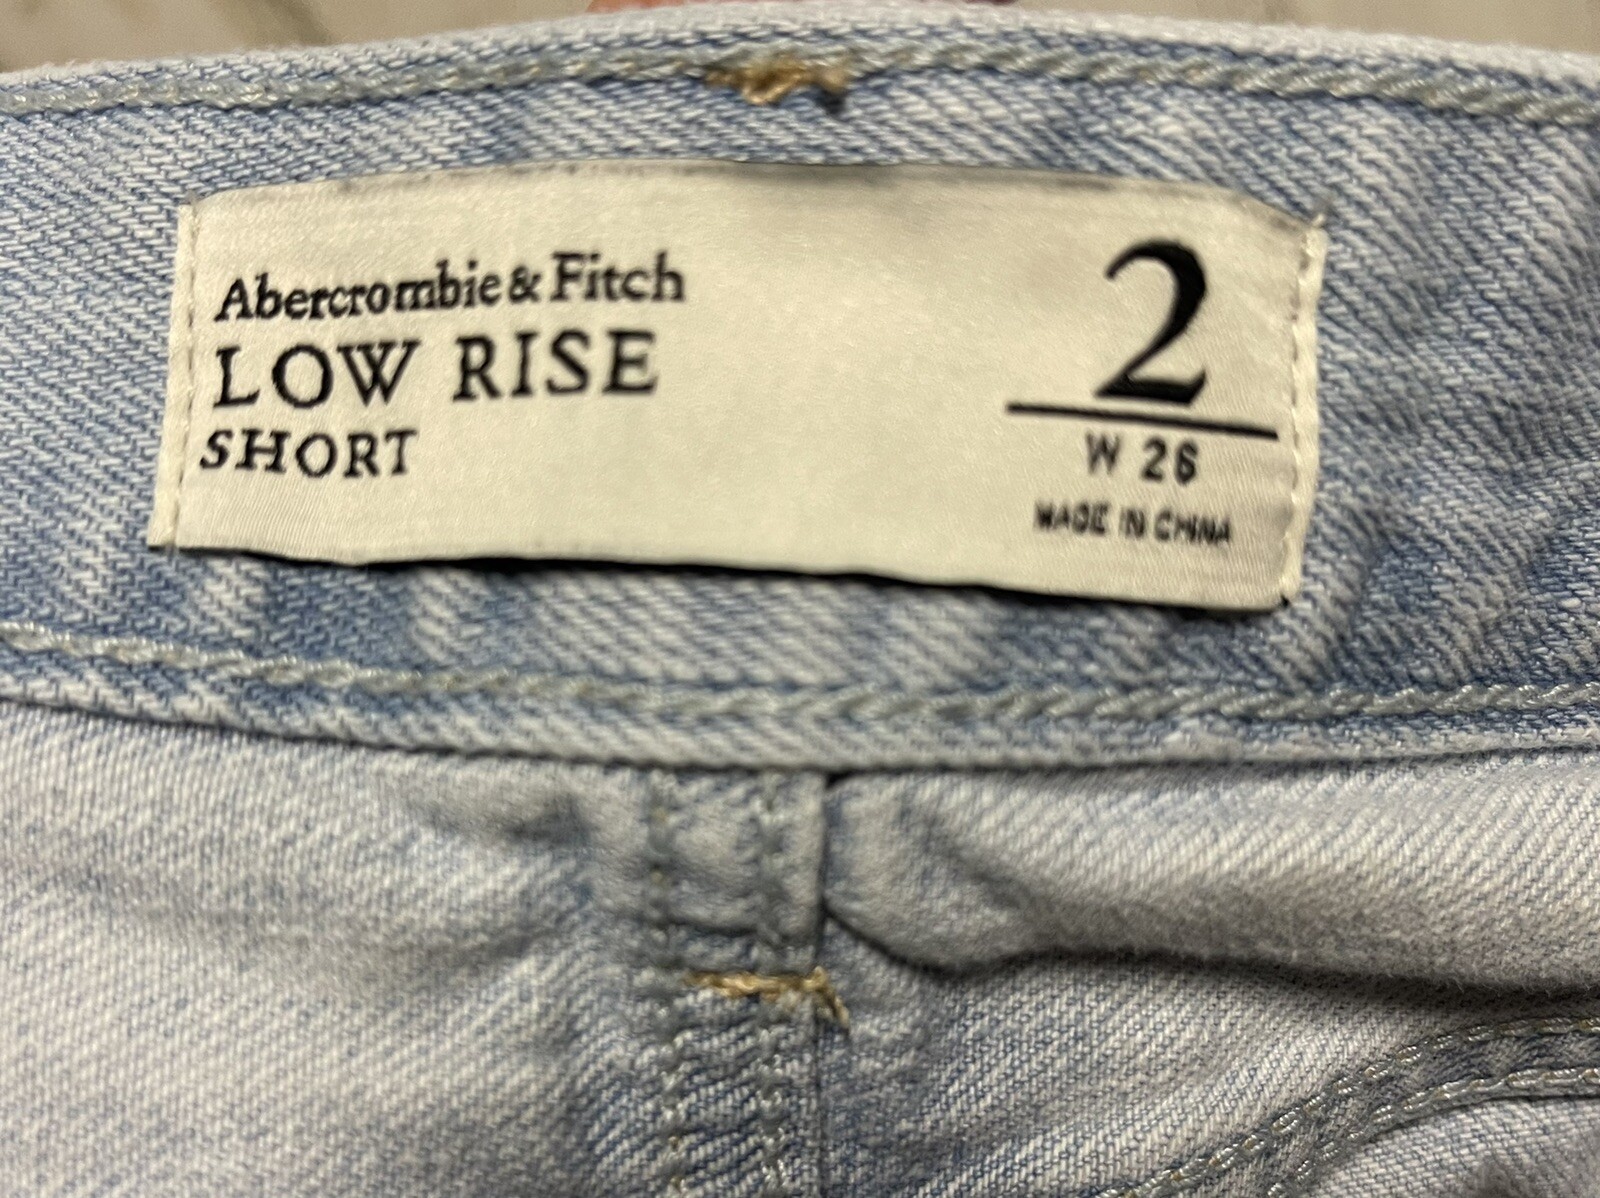 Abercrombie & Fitch
LOW RISE
SHORT
2
W 26
MADE IN CHINA